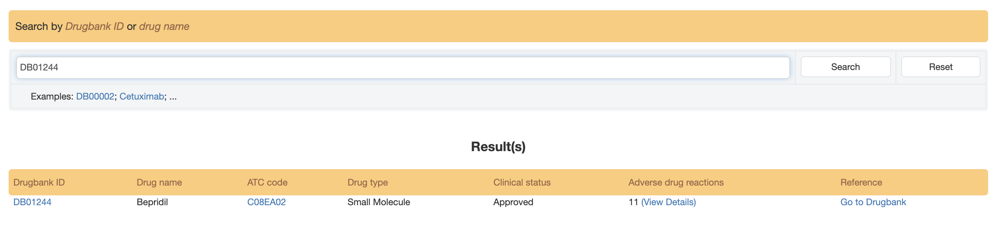 Search by Drugbank ID or drug name
DB01244 Search Reset
Examples: DB00002; Cetuximab; ...
Result(s)
Drugbank ID Drug name ATC code Drug type Clinical status Adverse drug reactions Reference
DB01244 Bepridil C08EA02 Small Molecule Approved 11 (View Details) Go to Drugbank